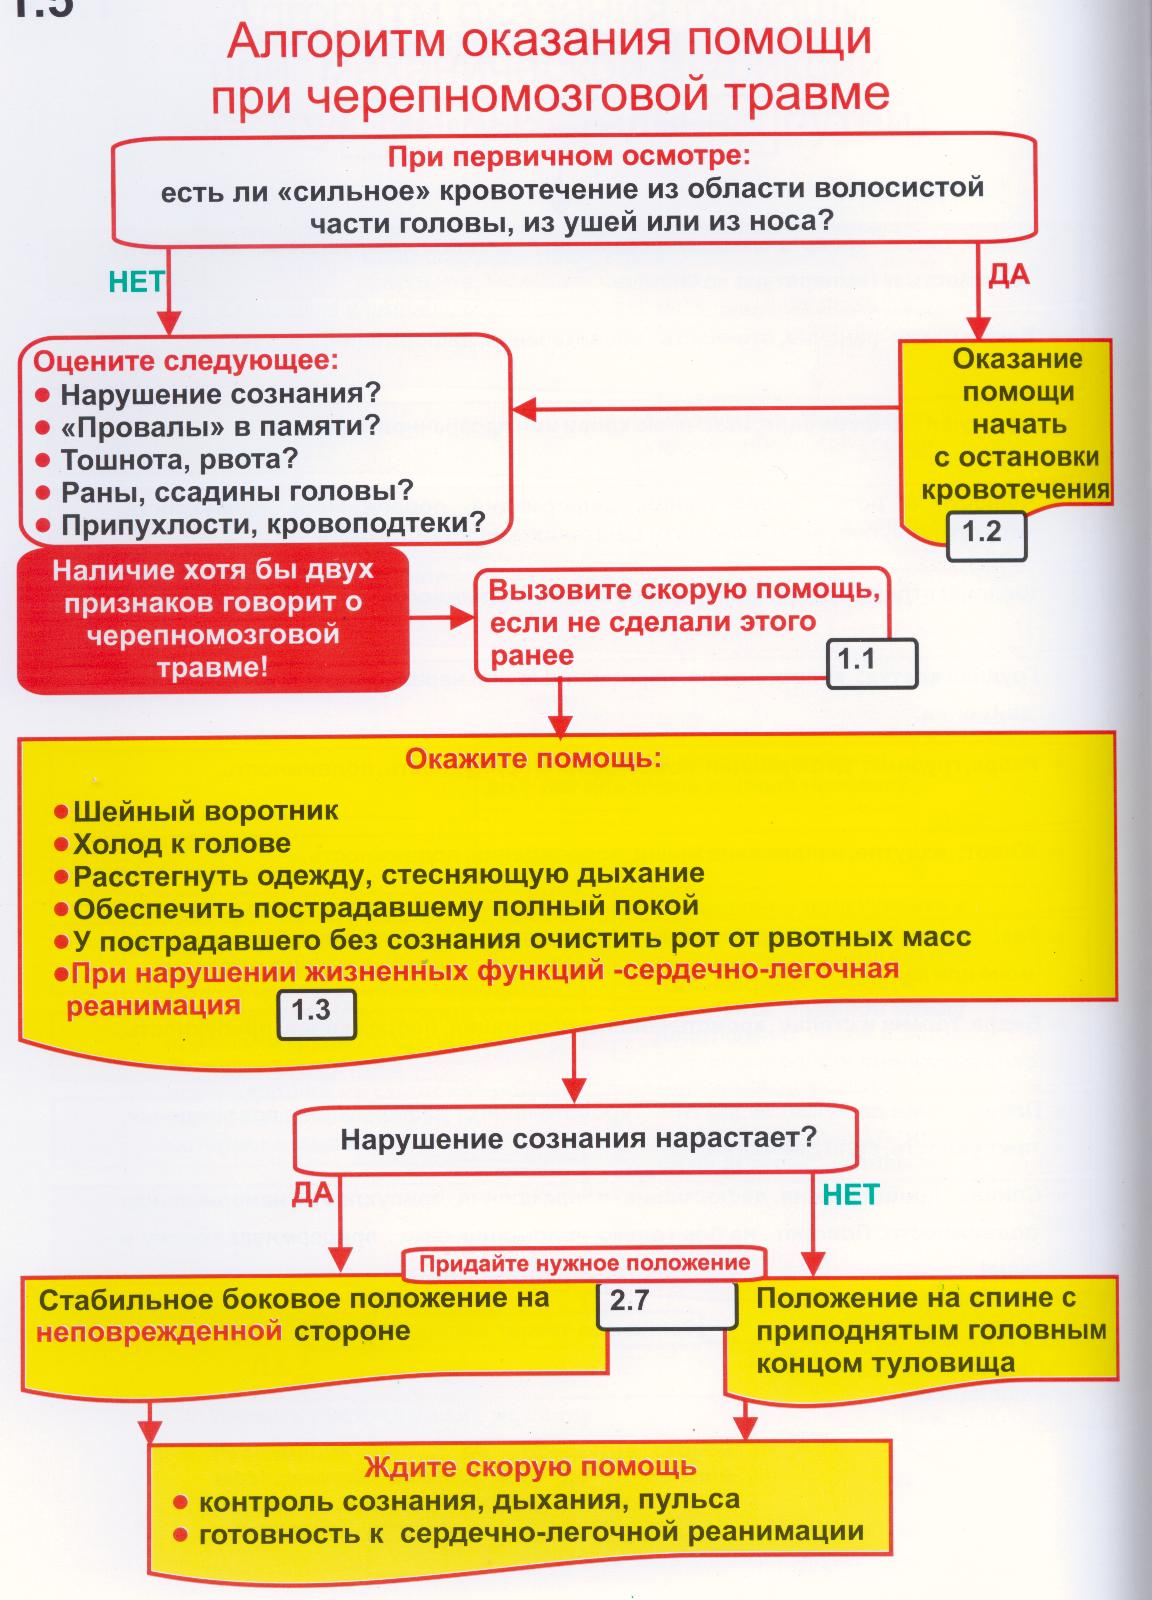 1.5
Алгоритм оказания помощи
при черепномозговой травме
При первичном осмотре:
есть ли «сильное» кровотечение из области волосистой
части головы, из ушей или из носа?
НЕТ
ДА
Оцените следующее:
Нарушение сознания?
«Провалы» в памяти?
Тошнота, рвота?
Раны, ссадины головы?
Припухлости, кровоподтеки?
Оказание
помощи
начать
с остановки
кровотечения
1.2
Наличие хотя бы двух
признаков говорит о
черепномозговой
травме!
Вызовите скорую помощь,
если не сделали этого
ранее
1.1
Окажите помощь:
Шейный воротник
Холод к голове
Расстегнуть одежду, стесняющую дыхание
Обеспечить пострадавшему полный покой
У пострадавшего без сознания очистить рот от рвотных масс
При нарушении жизненных функций -сердечно-легочная
реанимация
1.3
Нарушение сознания нарастает?
ДА
НЕТ
Придайте нужное положение
Стабильное боковое положение на
неповрежденной стороне
2.7
Положение на спине с
приподнятым головным
концом туловища
Ждите скорую помощь
контроль сознания, дыхания, пульса
готовность к сердечно-легочной реанимации